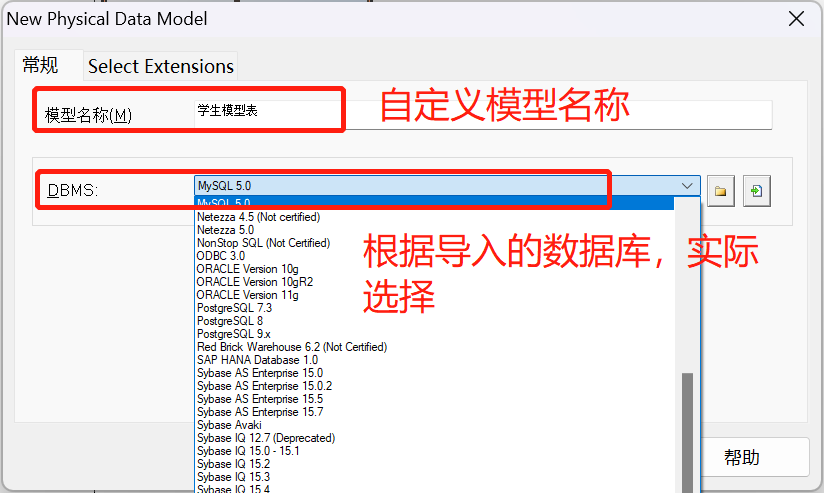 New Physical Data Model
常规
Select Extensions
模型名称(M)
学生模型表
自定义模型名称
DBMS:
MySQL 5.0
MySQL 5.0
Netezza 4.5 (Not certified)
Netezza 5.0
NonStop SQL (Not Certified)
ODBC 3.0
ORACLE Version 10g
ORACLE Version 10gR2
ORACLE Version 11g
PostgreSQL 7.3
PostgreSQL 8
PostgreSQL 9.x
Red Brick Warehouse 6.2 (Not Certified)
SAP HANA Database 1.0
Sybase AS Enterprise 15.0
Sybase AS Enterprise 15.0.2
Sybase AS Enterprise 15.5
Sybase AS Enterprise 15.7
Sybase Avaki
Sybase IQ 12.7 (Deprecated)
Sybase IQ 15.0 - 15.1
Sybase IQ 15.2
Sybase IQ 15.3
Sybase IQ 15.4
根据导入的数据库，实际
选择
帮助